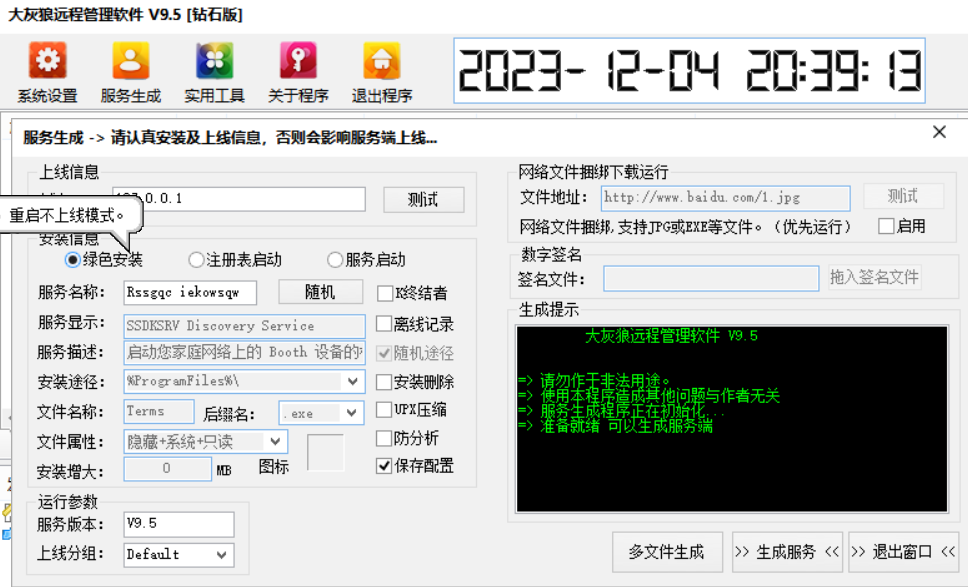 大灰狼远程管理软件 V9.5 [钻石版]
系统设置 服务生成 实用工具 关于程序 退出程序
2023-12-04 20:39:13
服务生成 -> 请认真安装及上线信息，否则会影响服务端上线...
上线信息
.0.0.1 测试
重启不上线模式。
安装信息
绿色安装 注册表启动 服务启动
服务名称： Rssgqc iekowsqw 随机 K终结者
服务显示： SSDKSRV Discovery Service 离线记录
服务描述： 启动您家庭网络上的 Booth 设备的 随机途径
安装途径： %ProgramFiles%\ 安装删除
文件名称： Terms 后缀名： .exe UPX压缩
文件属性： 隐藏+系统+只读 防分析
安装增大： 0 MB 图标 保存配置
运行参数
服务版本： V9.5
上线分组： Default
网络文件捆绑下载运行
文件地址： http://www.baidu.com/1.jpg 测试
网络文件捆绑,支持JPG或EXE等文件。（优先运行） 启用
数字签名
签名文件： 拖入签名文件
生成提示
大灰狼远程管理软件 V9.5
=> 请勿作于非法用途。
=> 使用本程序造成其他问题与作者无关
=> 服务生成程序正在初始化...
=> 准备就绪 可以生成服务端
多文件生成 >> 生成服务 << >> 退出窗口 <<